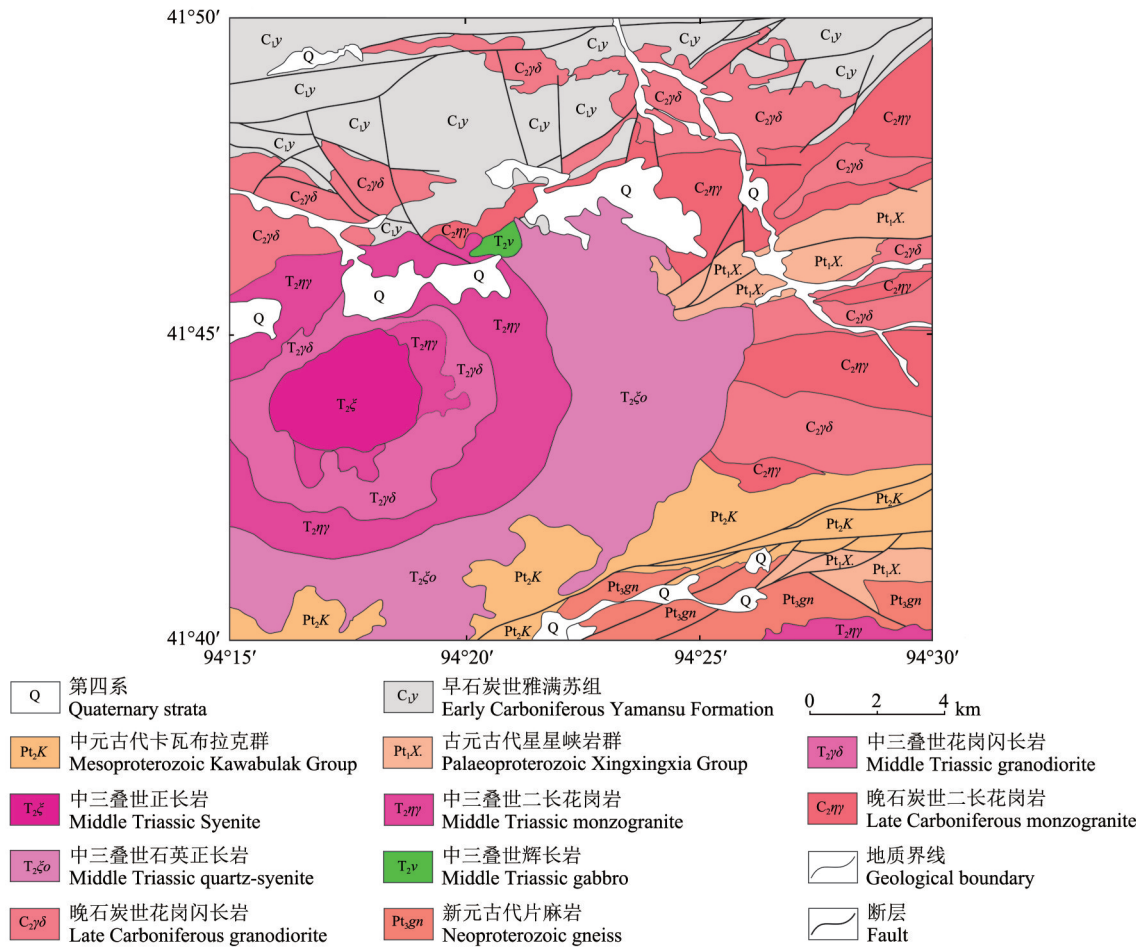 41°50′
C₁y
C₁y
C₁y
C₁y
Q
C₁y
C₂γδ
C₁y
C₁y
C₁y
C₁y
C₁y
C₂γδ
C₂γδ
C₂ηγ
C₁y
C₂γδ
C₂γδ
C₂γδ
Q
C₂ηγ
Q
Pt₁X.
C₂γδ
C₁y
C₂ηγ
T₂ν
C₂γδ
T₂ηγ
Q
Pt₁X.
Pt₁X.
Pt₁X.
C₂ηγ
Q
T₂ηγ
C₂γδ
41°45′
T₂γδ
T₂ηγ
T₂γδ
C₂ηγ
T₂ξ
T₂ξo
C₂γδ
C₂ηγ
T₂γδ
T₂ηγ
Pt₂K
Pt₂K
Pt₂K
T₂ξo
Pt₂K
Q
Pt₁X.
Pt₁X.
Pt₃gn
Q
Q
Pt₃gn
Pt₃gn
Pt₂K
Pt₂K
Q
Pt₃gn
T₂ηγ
41°40′
94°15′ 94°20′ 94°25′ 94°30′
Q 第四系
Quaternary strata
C₁y 早石炭世雅满苏组
Early Carboniferous Yamansu Formation
0 2 4
km
Pt₂K 中元古代卡瓦布拉克群
Mesoproterozoic Kawabulak Group
Pt₁X. 古元古代星星峡岩群
Palaeoproterozoic Xingxingxia Group
T₂γδ 中三叠世花岗闪长岩
Middle Triassic granodiorite
T₂ξ 中三叠世正长岩
Middle Triassic Syenite
T₂ηγ 中三叠世二长花岗岩
Middle Triassic monzogranite
C₂ηγ 晚石炭世二长花岗岩
Late Carboniferous monzogranite
T₂ξo 中三叠世石英正长岩
Middle Triassic quartz-syenite
T₂ν 中三叠世辉长岩
Middle Triassic gabbro
地质界线
Geological boundary
C₂γδ 晚石炭世花岗闪长岩
Late Carboniferous granodiorite
Pt₃gn 新元古代片麻岩
Neoproterozoic gneiss
断层
Fault